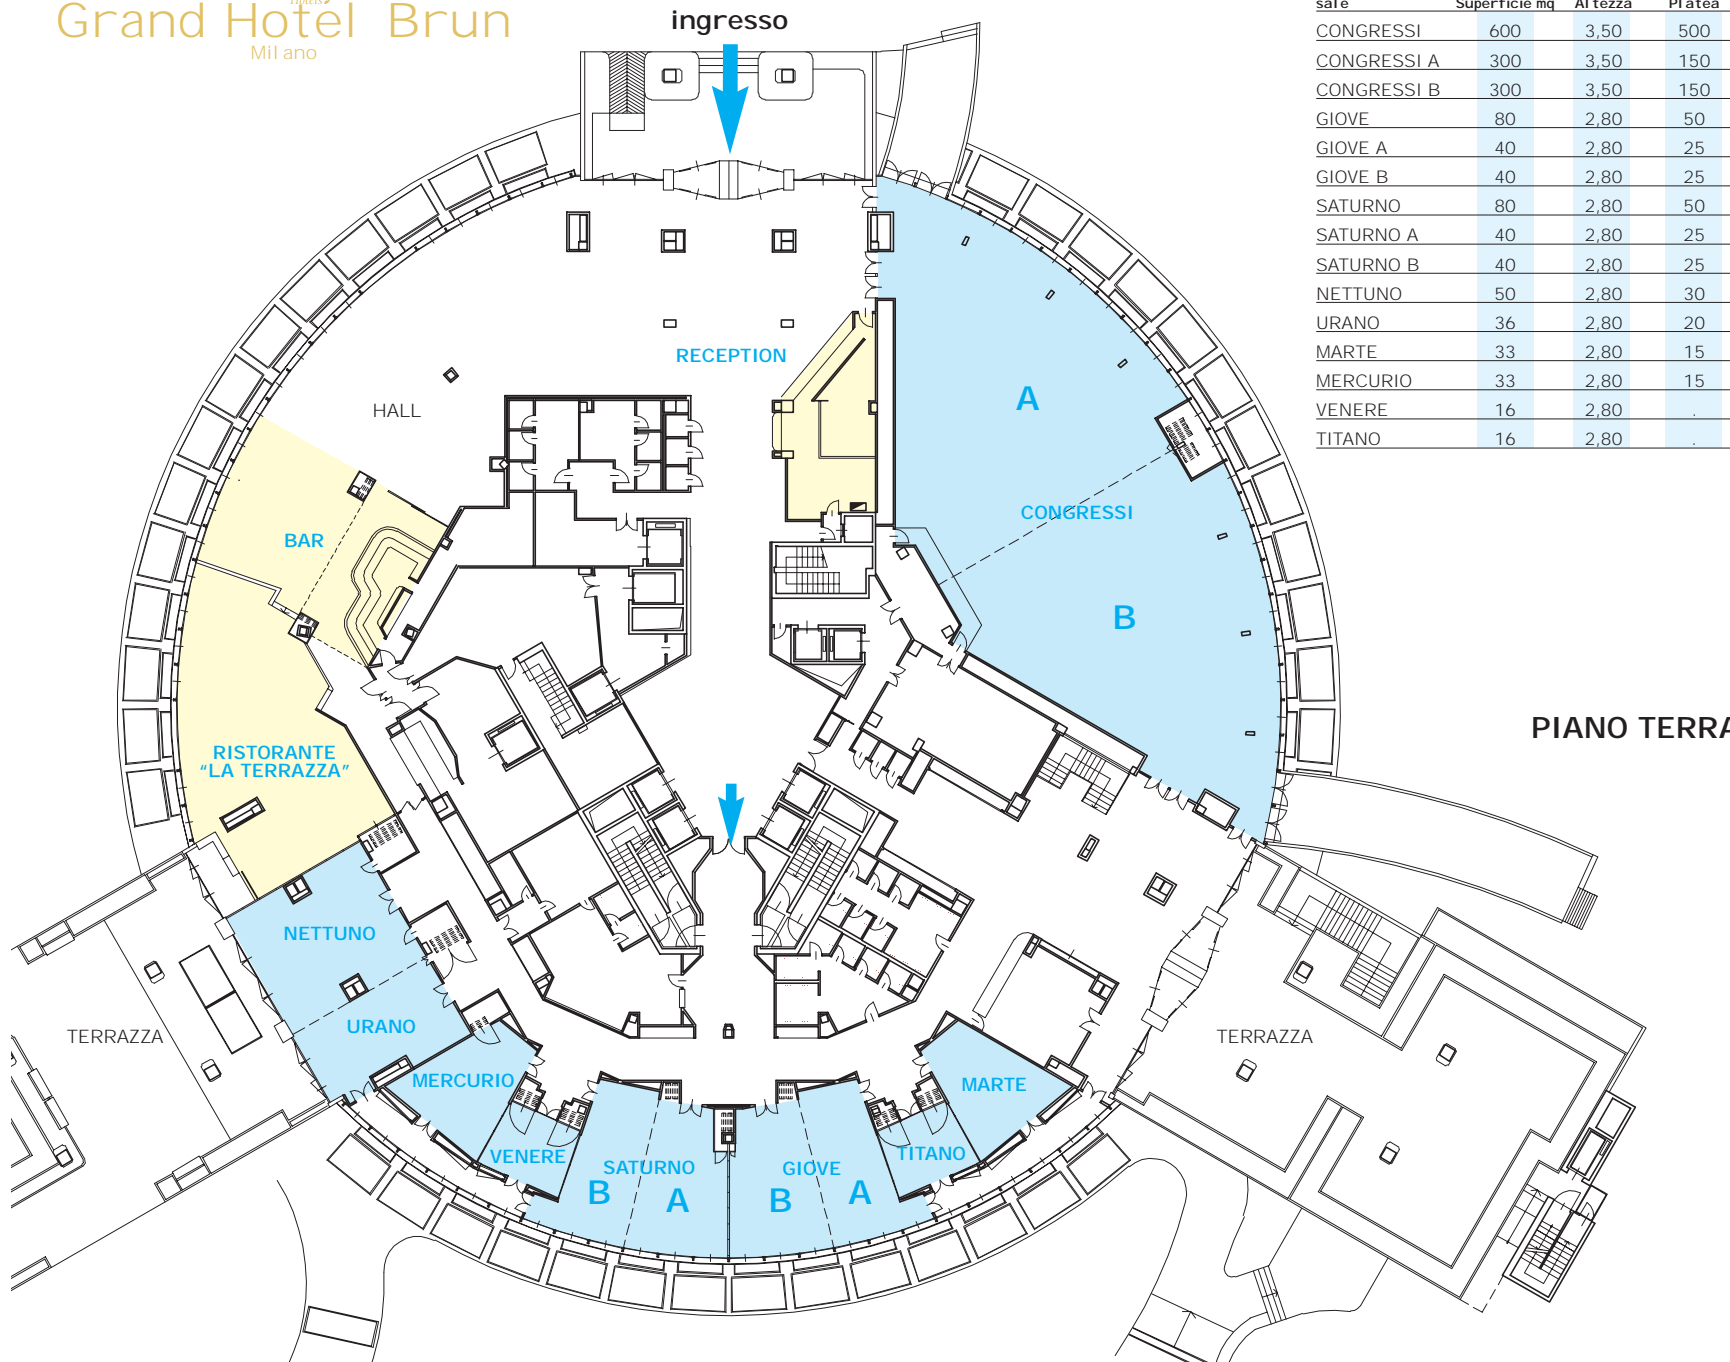 Hotels
Grand Hotel Brun
Milano
ingresso
sale Superficie mq Altezza Platea
CONGRESSI 600 3,50 500
CONGRESSI A 300 3,50 150
CONGRESSI B 300 3,50 150
GIOVE 80 2,80 50
GIOVE A 40 2,80 25
GIOVE B 40 2,80 25
SATURNO 80 2,80 50
SATURNO A 40 2,80 25
SATURNO B 40 2,80 25
NETTUNO 50 2,80 30
URANO 36 2,80 20
MARTE 33 2,80 15
MERCURIO 33 2,80 15
VENERE 16 2,80 .
TITANO 16 2,80 .
RECEPTION
HALL
A
CONGRESSI
BAR
B
PIANO TERRA
RISTORANTE
“LA TERRAZZA”
NETTUNO
URANO
TERRAZZA
TERRAZZA
MERCURIO
MARTE
VENERE
SATURNO
GIOVE
TITANO
B
A
B
A